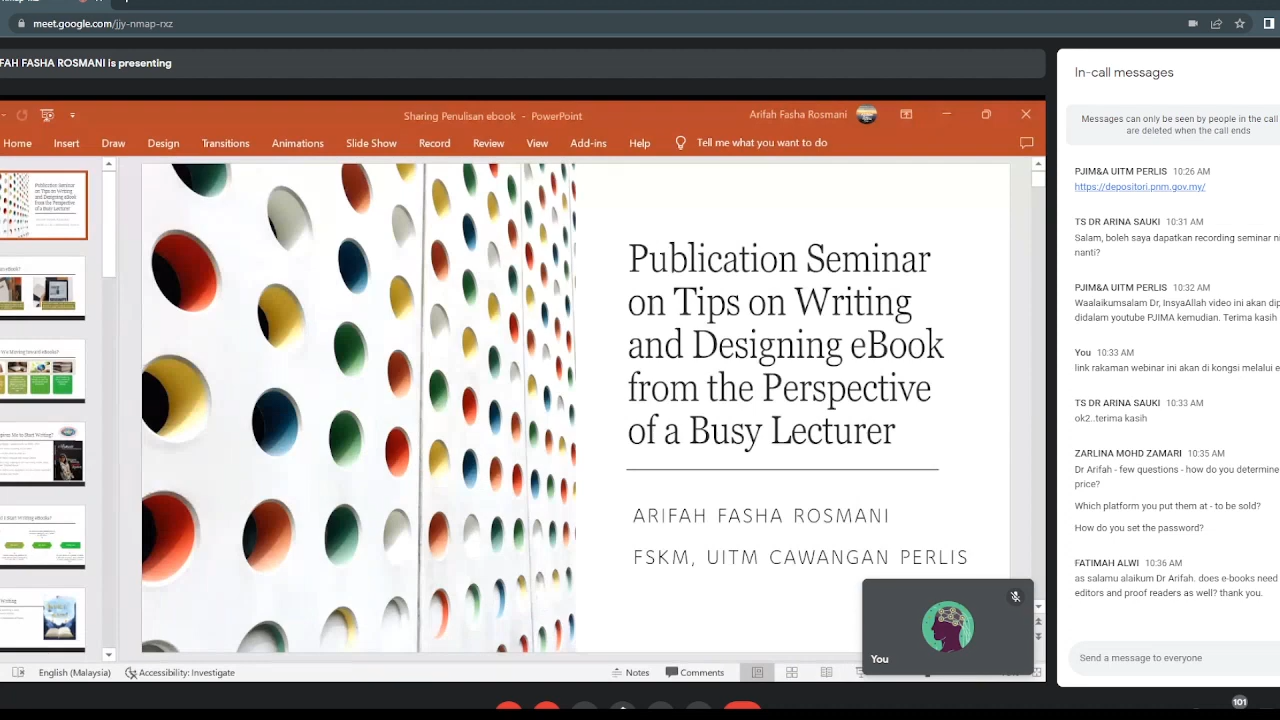 meet.google.com/jjy-nmap-rxz
FAH FASHA ROSMANI is presenting
Sharing Penulisan ebook - PowerPoint
Arifah Fasha Rosmani
Home Insert Draw Design Transitions Animations Slide Show Record Review View Add-ins Help Tell me what you want to do
Publication Seminar
on Tips on Writing
and Designing eBook
from the Perspective
of a Busy Lecturer
ARIFAH FASHA ROSMANI
FSKM, UITM CAWANGAN PERLIS
You
English (Malaysia) Accessibility: Investigate
Notes Comments
In-call messages
Messages can only be seen by people in the call
are deleted when the call ends
PJIM&A UITM PERLIS 10:26 AM
https://depositori.pnm.gov.my/
TS DR ARINA SAUKI 10:31 AM
Salam, boleh saya dapatkan recording seminar ni
nanti?
PJIM&A UITM PERLIS 10:32 AM
Waalaikumsalam Dr, InsyaAllah video ini akan dip
didalam youtube PJIMA kemudian. Terima kasih
You 10:33 AM
link rakaman webinar ini akan di kongsi melalui e
TS DR ARINA SAUKI 10:33 AM
ok2..terima kasih
ZARLINA MOHD ZAMARI 10:35 AM
Dr Arifah - few questions - how do you determine
price?
Which platform you put them at - to be sold?
How do you set the password?
FATIMAH ALWI 10:36 AM
as salamu alaikum Dr Arifah. does e-books need
editors and proof readers as well? thank you.
Send a message to everyone
101